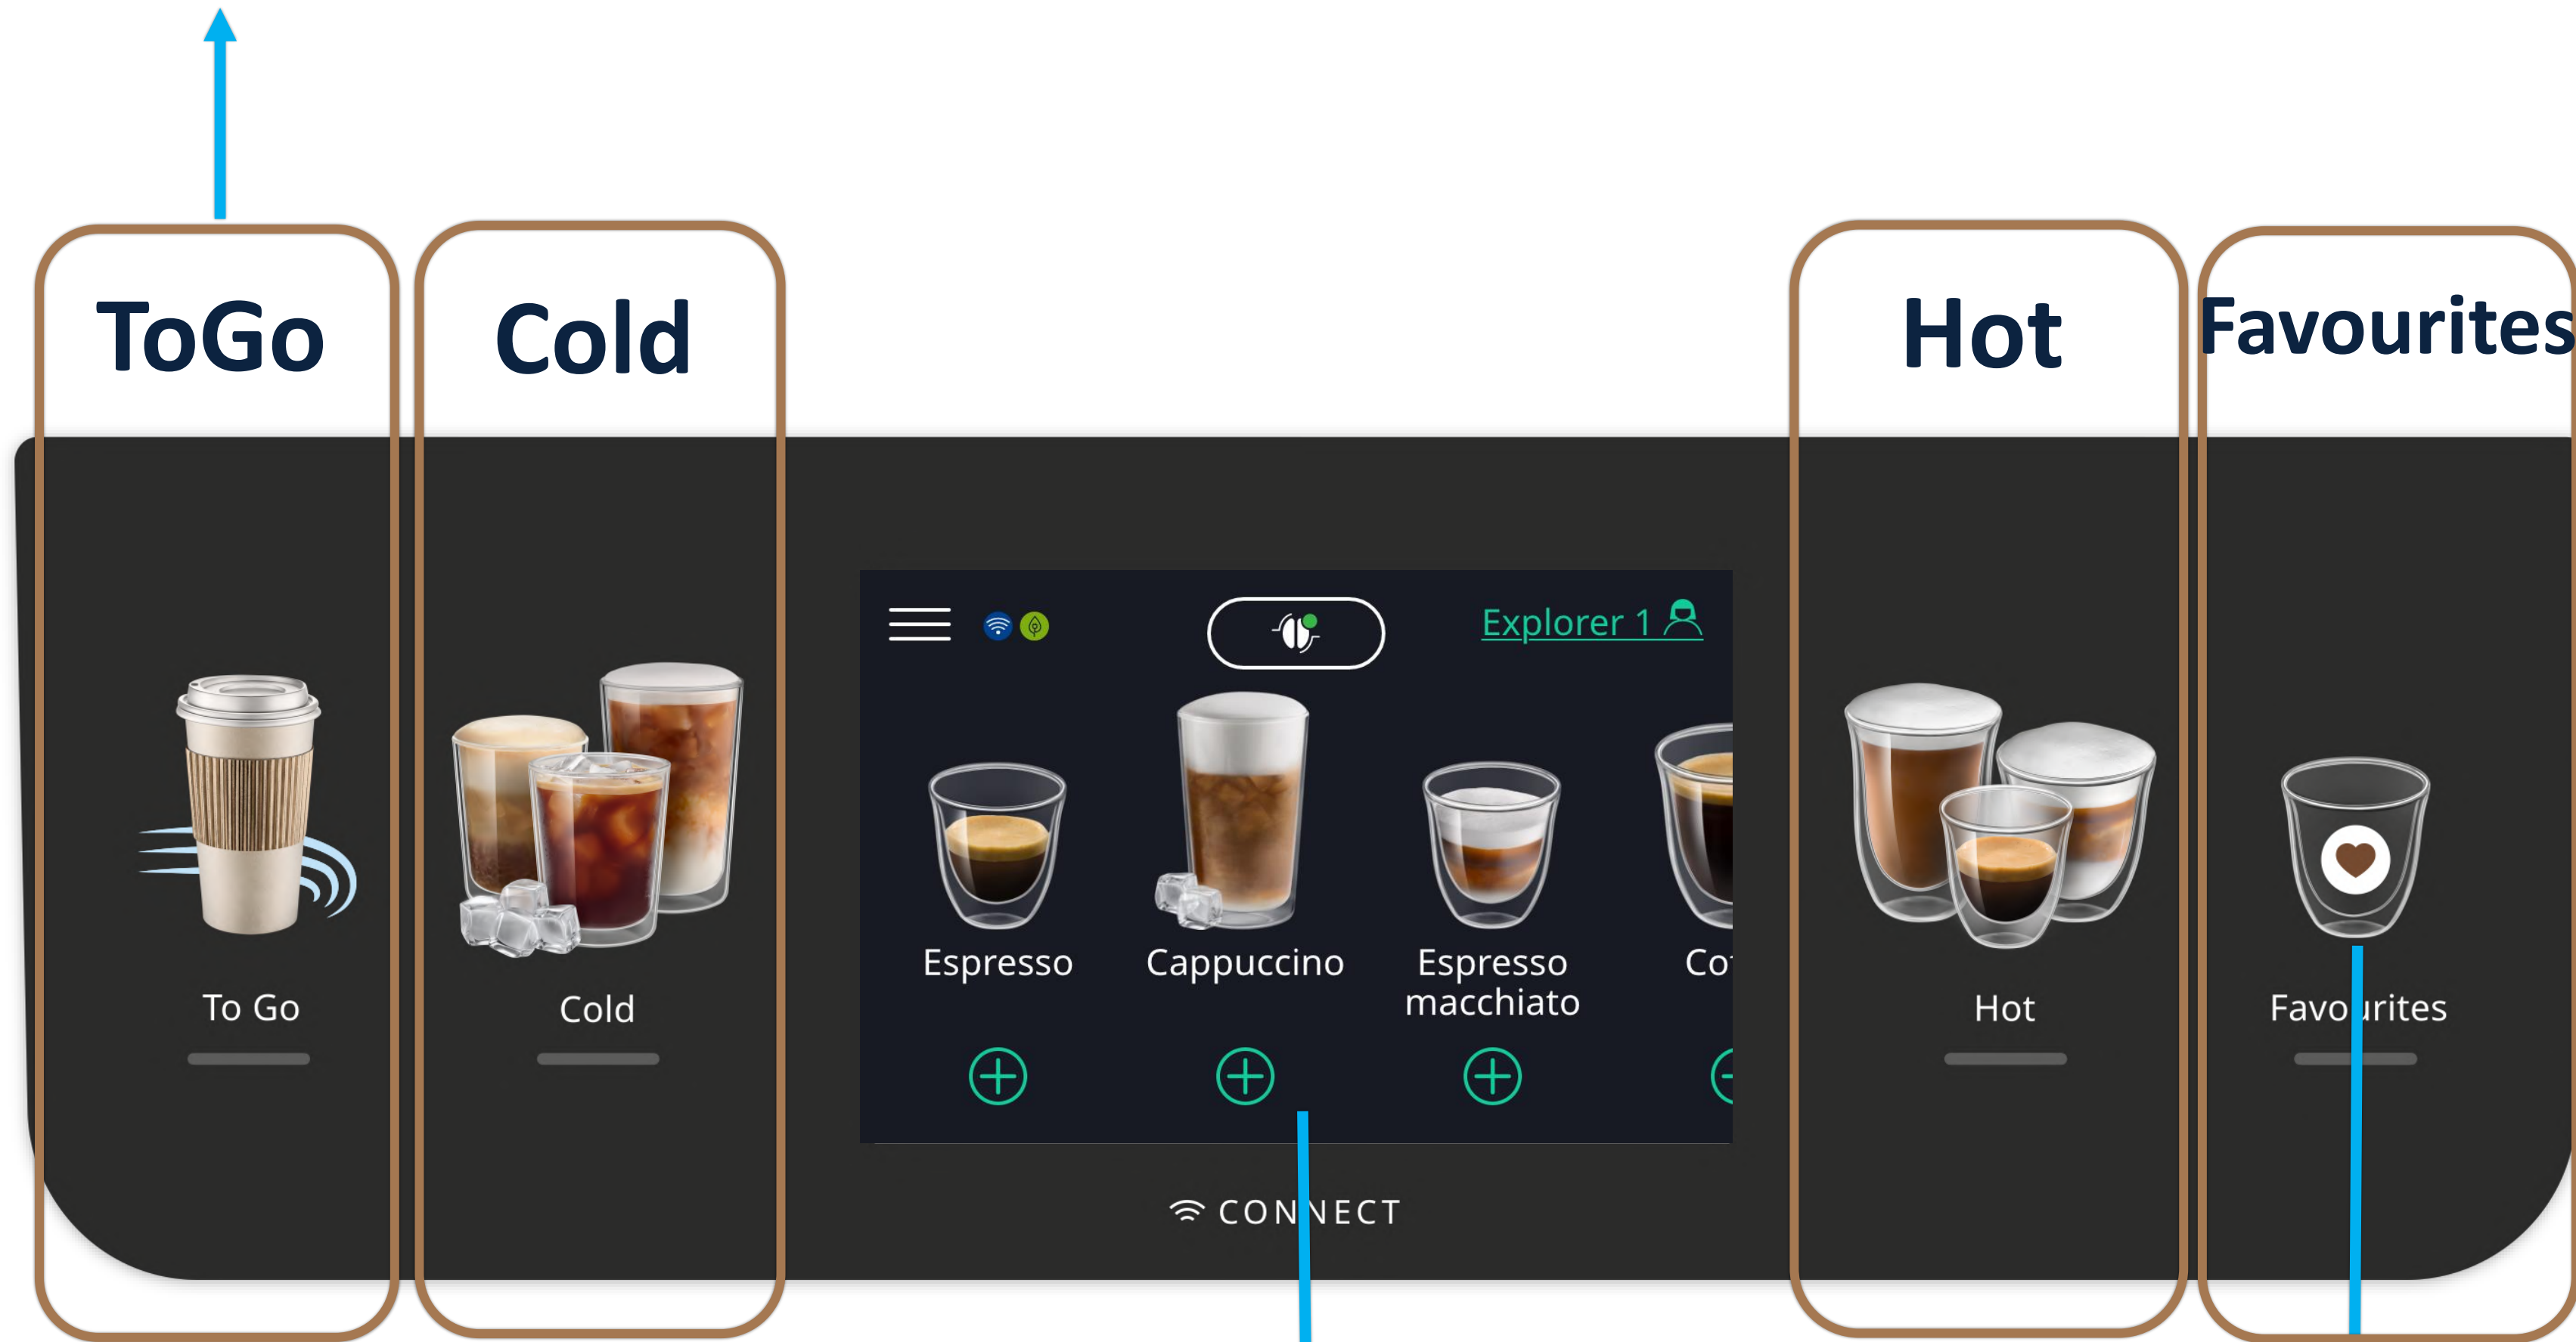 ToGo
Cold
Hot
Favourites
Explorer 1
Espresso
Cappuccino
Espresso
macchiato
To Go
Cold
Hot
Favourites
CONNECT